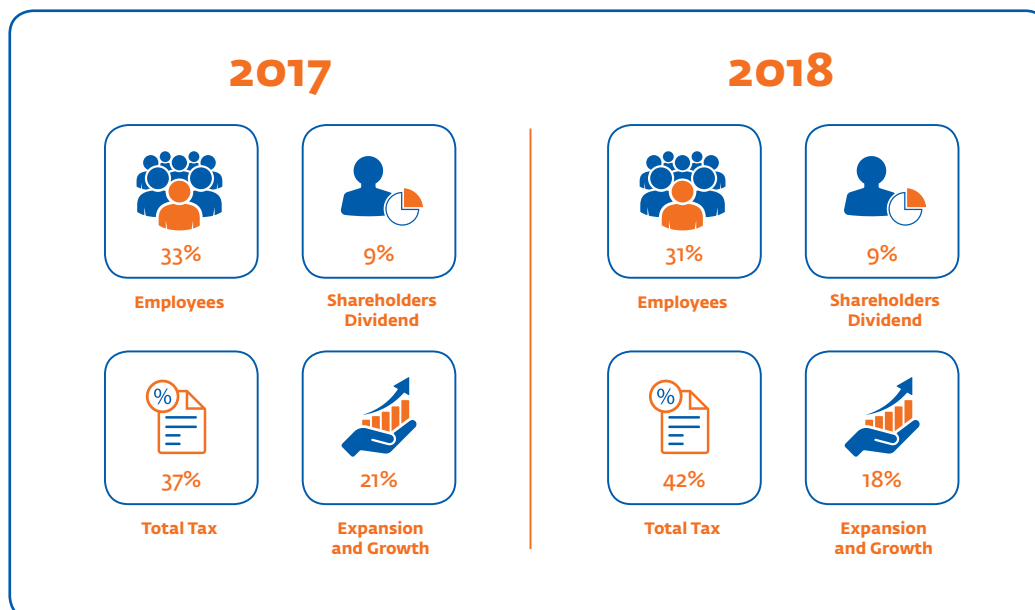 2017
33%
Employees
9%
Shareholders
Dividend
%
37%
Total Tax
21%
Expansion
and Growth
2018
31%
Employees
9%
Shareholders
Dividend
%
42%
Total Tax
18%
Expansion
and Growth